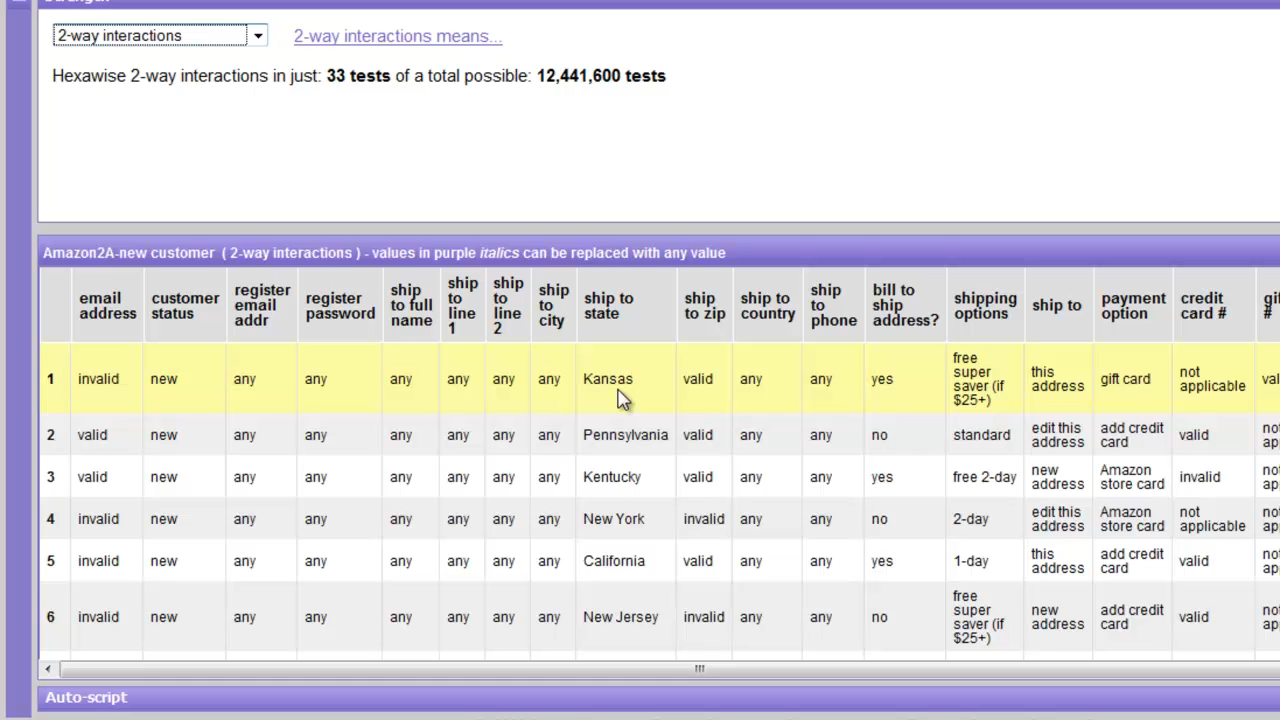 2-way interactions 2-way interactions means...
Hexawise 2-way interactions in just: 33 tests of a total possible: 12,441,600 tests
Amazon2A-new customer ( 2-way interactions ) - values in purple italics can be replaced with any value
email address customer status register email addr register password ship to full name ship to line 1 ship to line 2 ship to city ship to state ship to zip ship to country ship to phone bill to ship address? shipping options ship to payment option credit card # #
1 invalid new any any any any any any Kansas valid any any yes free super saver (if $25+) this address gift card not applicable
2 valid new any any any any any any Pennsylvania valid any any no standard edit this address add credit card valid
3 valid new any any any any any any Kentucky valid any any yes free 2-day new address Amazon store card invalid
4 invalid new any any any any any any New York invalid any any no 2-day edit this address Amazon store card not applicable
5 invalid new any any any any any any California valid any any yes 1-day this address add credit card valid
6 invalid new any any any any any any New Jersey invalid any any no free super saver (if $25+) new address add credit card valid
Auto-script